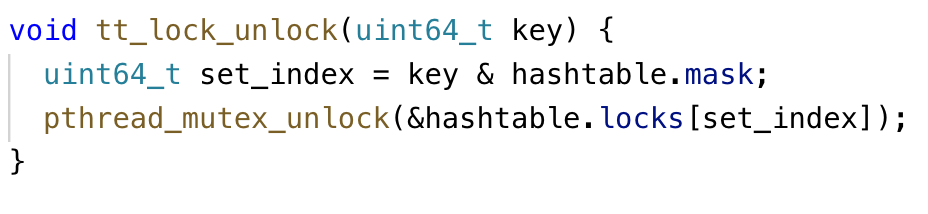 void tt_lock_unlock(uint64_t key) {
  uint64_t set_index = key & hashtable.mask;
  pthread_mutex_unlock(&hashtable.locks[set_index]);
}